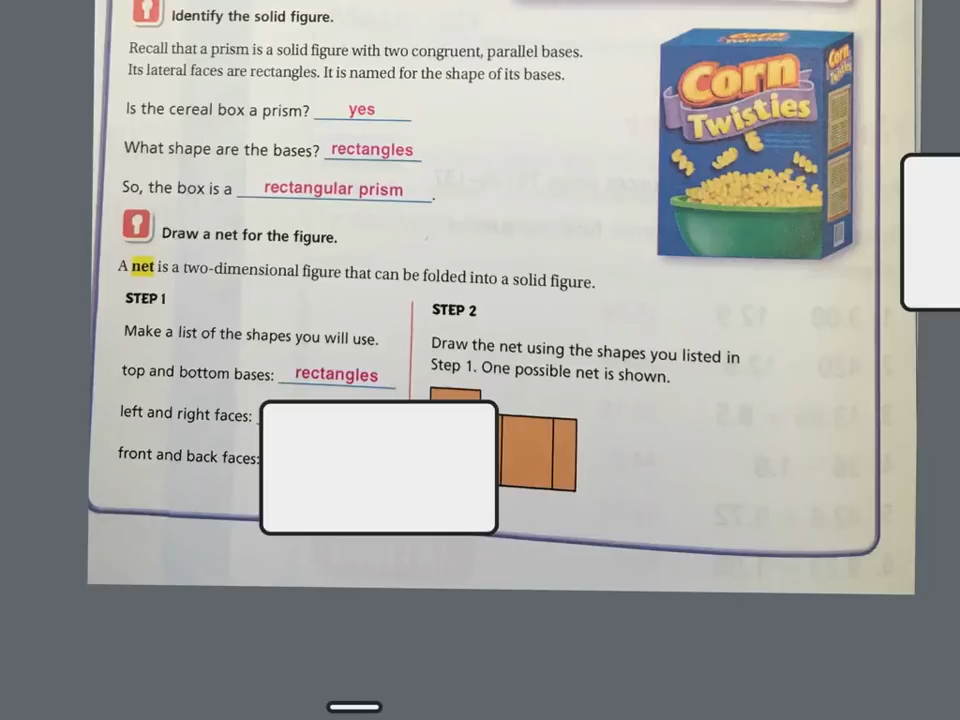 Identify the solid figure.
Recall that a prism is a solid figure with two congruent, parallel bases.
Its lateral faces are rectangles. It is named for the shape of its bases.
Is the cereal box a prism? yes
What shape are the bases? rectangles
So, the box is a rectangular prism.
Corn
Twisties
Corn
Twisties
Corn
Twisties
Draw a net for the figure.
A net is a two-dimensional figure that can be folded into a solid figure.
STEP 1
Make a list of the shapes you will use.
top and bottom bases: rectangles
left and right faces:
front and back faces:
STEP 2
Draw the net using the shapes you listed in
Step 1. One possible net is shown.